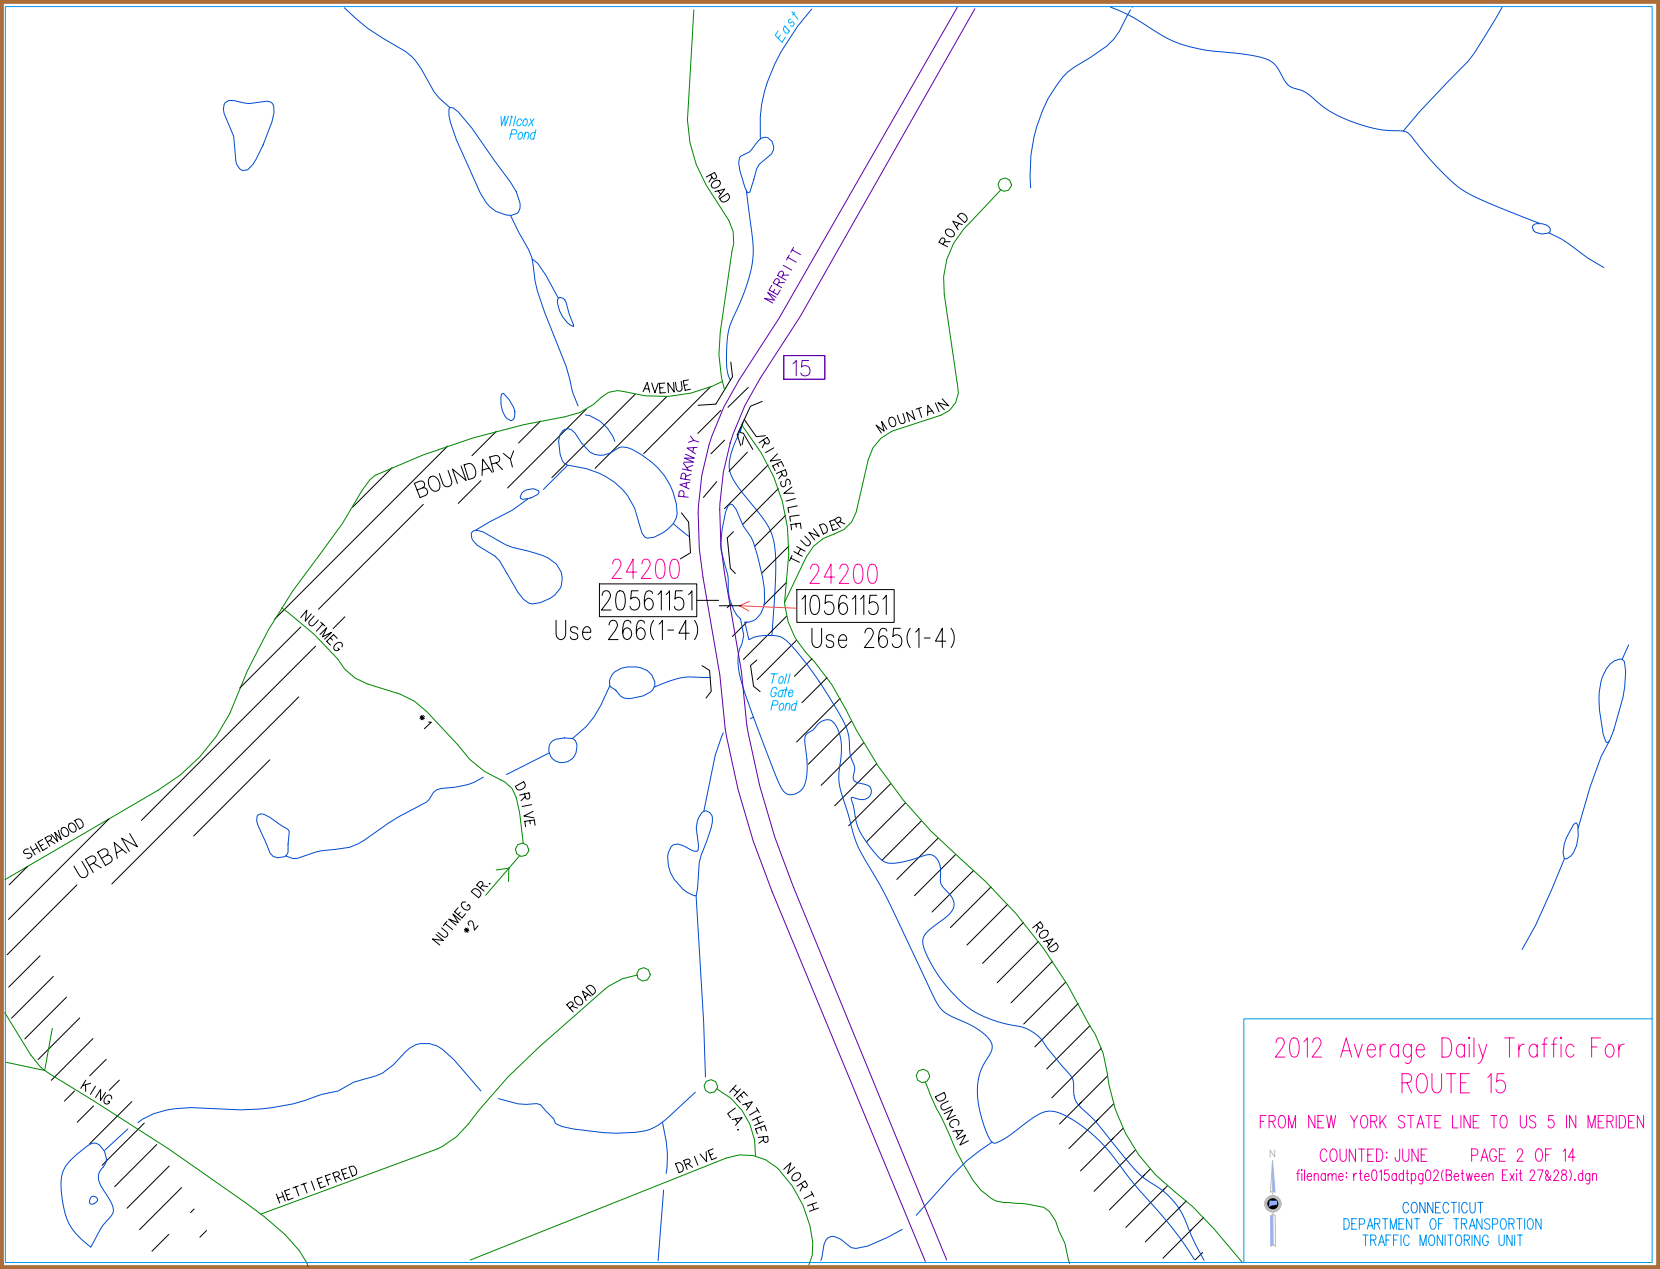 East
Wilcox
Pond
ROAD
MERRITT
ROAD
15
AVENUE
MOUNTAIN
PARKWAY
RIVERSVILLE
BOUNDARY
THUNDER
24200
24200
20561151
10561151
Use 266(1-4)
Use 265(1-4)
NUTMEG
Toll
Gate
Pond
*1
DRIVE
SHERWOOD
URBAN
NUTMEG DR.
*2
ROAD
ROAD
KING
HEATHER
LA.
DUNCAN
DRIVE
HETTIEFRED
NORTH
2012 Average Daily Traffic For
ROUTE 15
FROM NEW YORK STATE LINE TO US 5 IN MERIDEN
COUNTED: JUNE PAGE 2 OF 14
filename: rte015adtpg02(Between Exit 27&28).dgn
N
CONNECTICUT
DEPARTMENT OF TRANSPORTION
TRAFFIC MONITORING UNIT